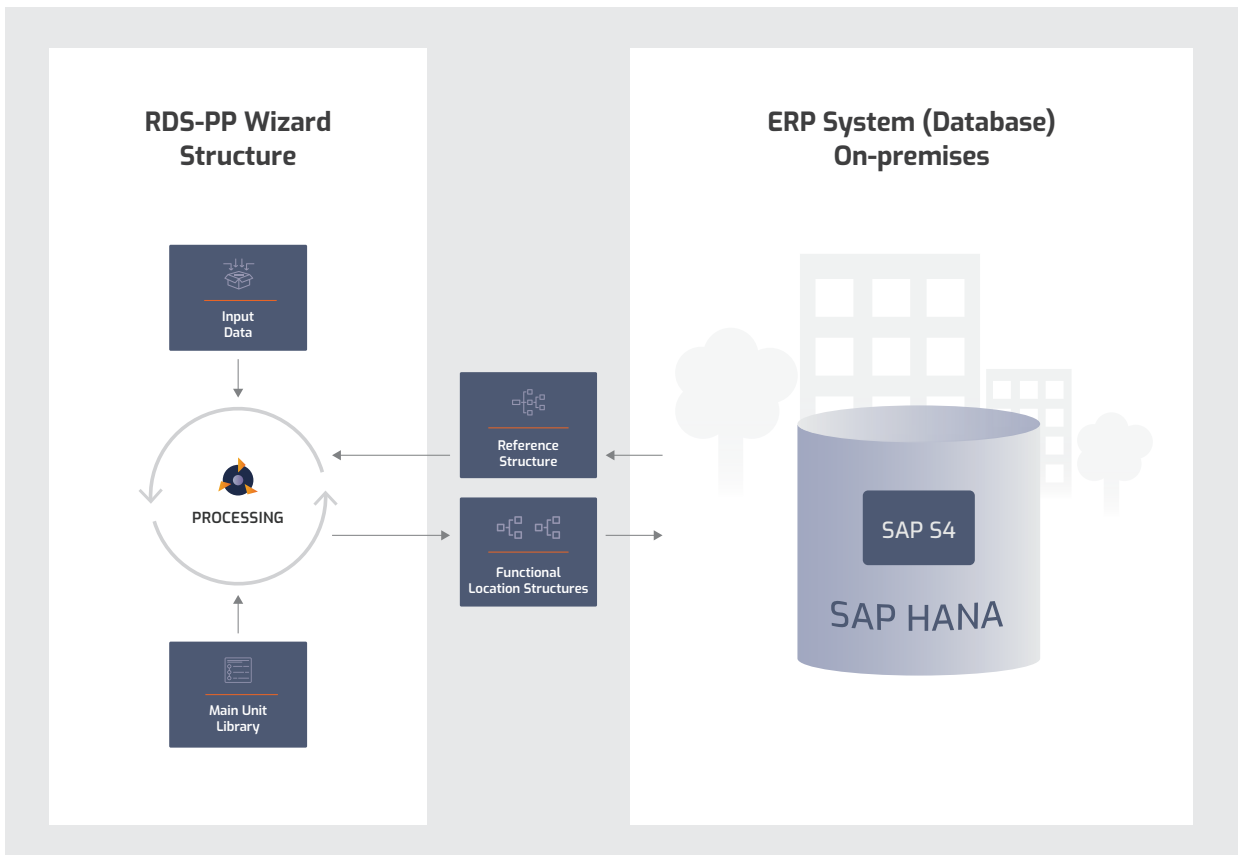 RDS-PP Wizard
Structure
ERP System (Database)
On-premises
Input
Data
Reference
Structure
PROCESSING
Functional
Location Structures
SAP S4
SAP HANA
Main Unit
Library